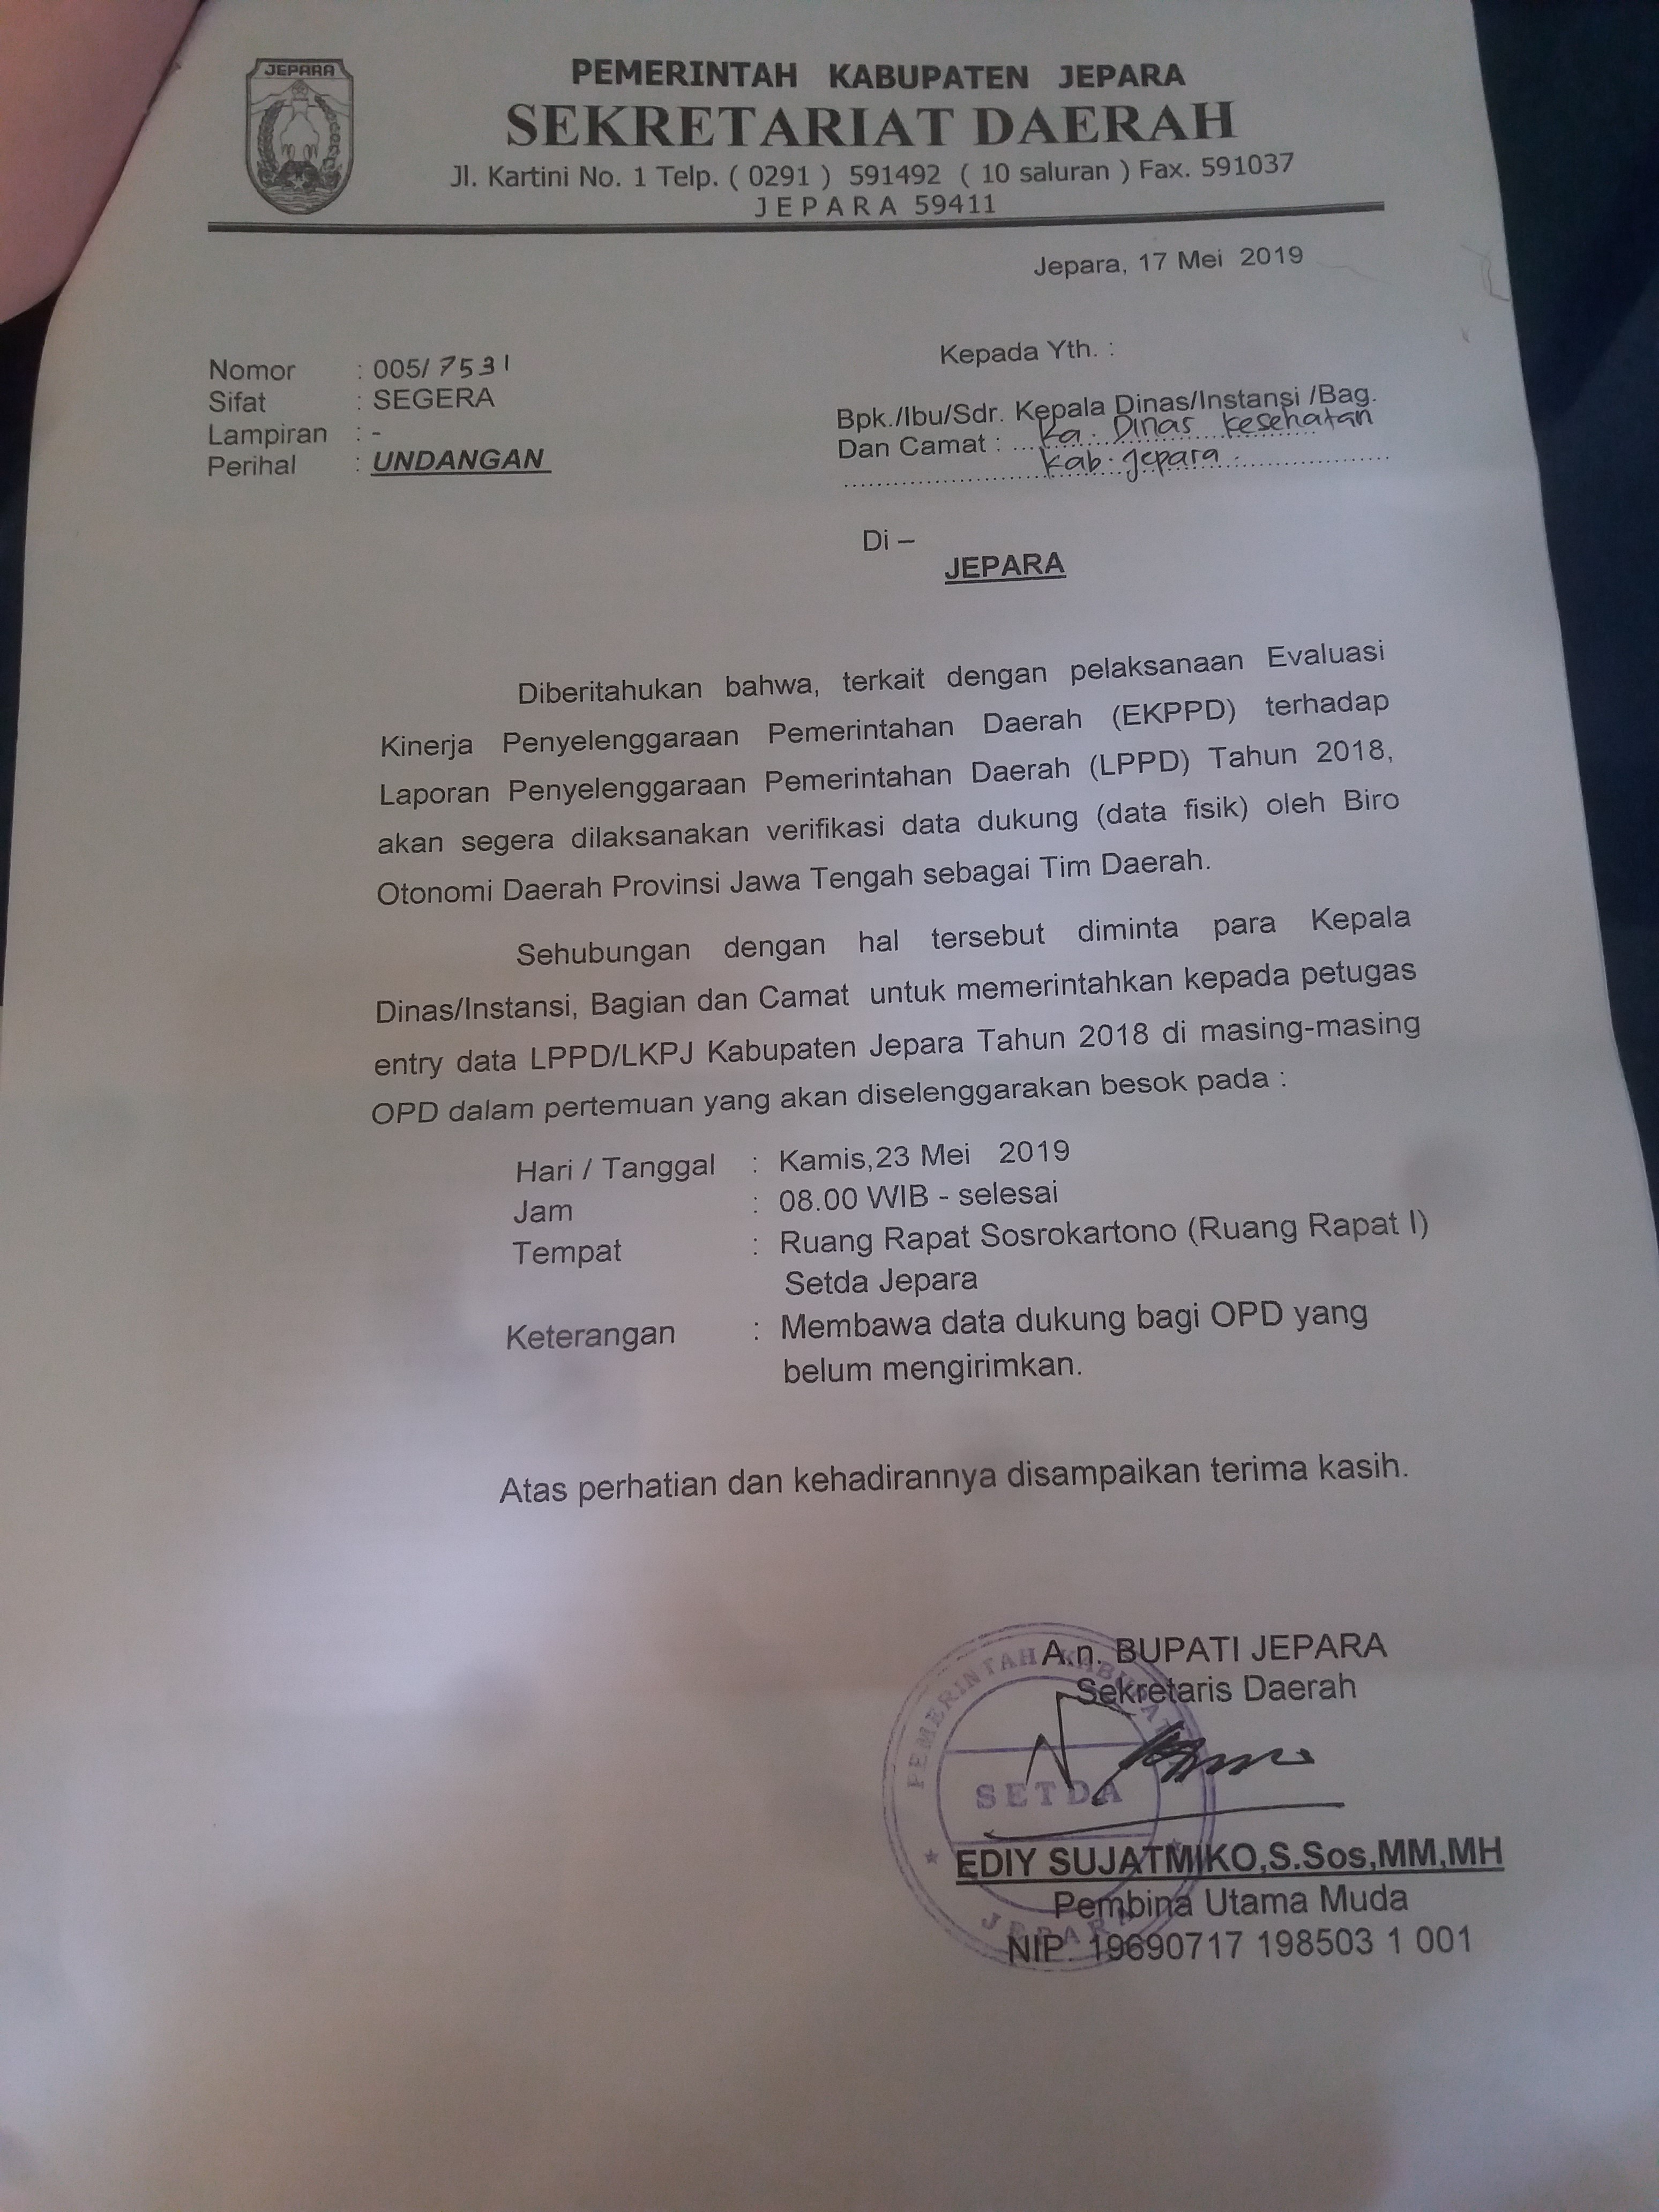 JEPARA
PEMERINTAH KABUPATEN JEPARA
SEKRETARIAT DAERAH
Jl. Kartini No. 1 Telp. ( 0291 ) 591492 ( 10 saluran ) Fax. 591037
J E P A R A 59411
Jepara, 17 Mei 2019
Nomor : 005/ 7531
Sifat : SEGERA
Lampiran : -
Perihal : UNDANGAN
Kepada Yth. :
Bpk./Ibu/Sdr. Kepala Dinas/Instansi /Bag.
Dan Camat : Ka. Dinas Kesehatan
Kab. Jepara.
Di –
JEPARA
Diberitahukan bahwa, terkait dengan pelaksanaan Evaluasi
Kinerja Penyelenggaraan Pemerintahan Daerah (EKPPD) terhadap
Laporan Penyelenggaraan Pemerintahan Daerah (LPPD) Tahun 2018,
akan segera dilaksanakan verifikasi data dukung (data fisik) oleh Biro
Otonomi Daerah Provinsi Jawa Tengah sebagai Tim Daerah.
Sehubungan dengan hal tersebut diminta para Kepala
Dinas/Instansi, Bagian dan Camat untuk memerintahkan kepada petugas
entry data LPPD/LKPJ Kabupaten Jepara Tahun 2018 di masing-masing
OPD dalam pertemuan yang akan diselenggarakan besok pada :
Hari / Tanggal : Kamis,23 Mei 2019
Jam : 08.00 WIB - selesai
Tempat : Ruang Rapat Sosrokartono (Ruang Rapat I)
Setda Jepara
Keterangan : Membawa data dukung bagi OPD yang
belum mengirimkan.
Atas perhatian dan kehadirannya disampaikan terima kasih.
A.n. BUPATI JEPARA
Sekretaris Daerah
PEMERINTAH KABUPATEN
SETDA
JEPARA
EDIY SUJATMIKO,S.Sos,MM,MH
Pembina Utama Muda
NIP. 19690717 198503 1 001